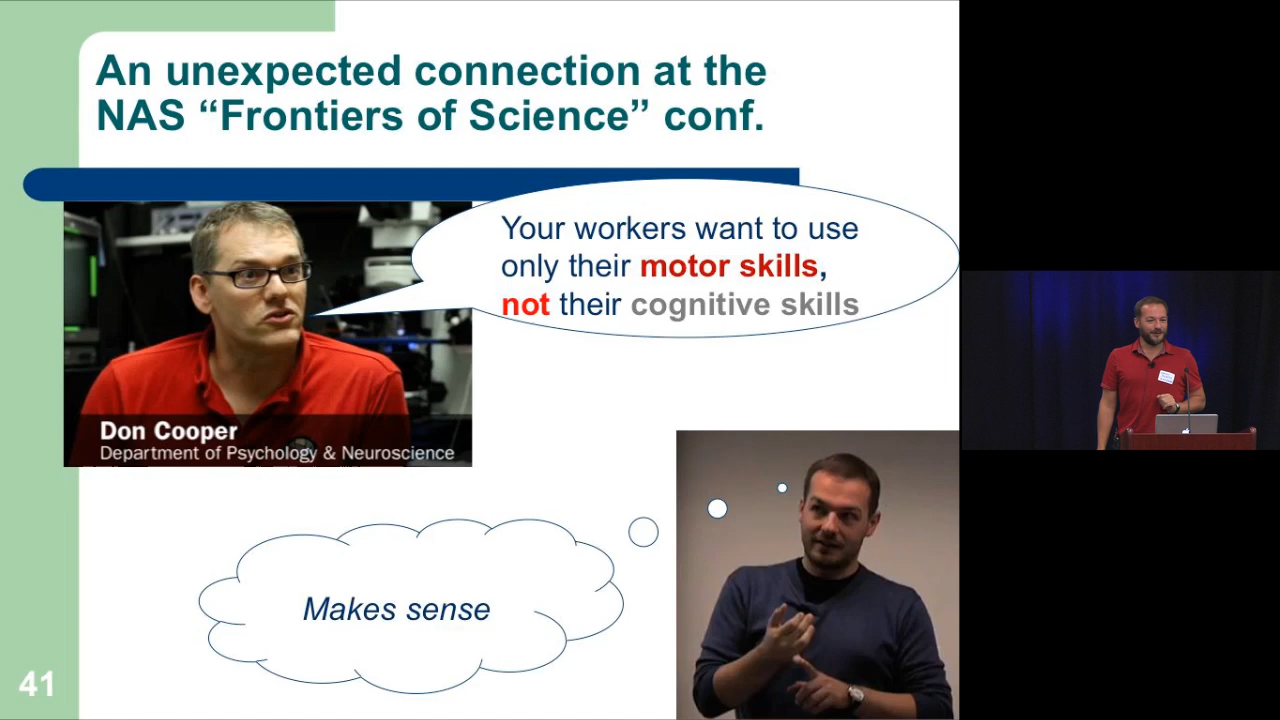 An unexpected connection at the
NAS “Frontiers of Science” conf.
Your workers want to use
only their motor skills,
not their cognitive skills
Don Cooper
Department of Psychology & Neuroscience
Makes sense
41